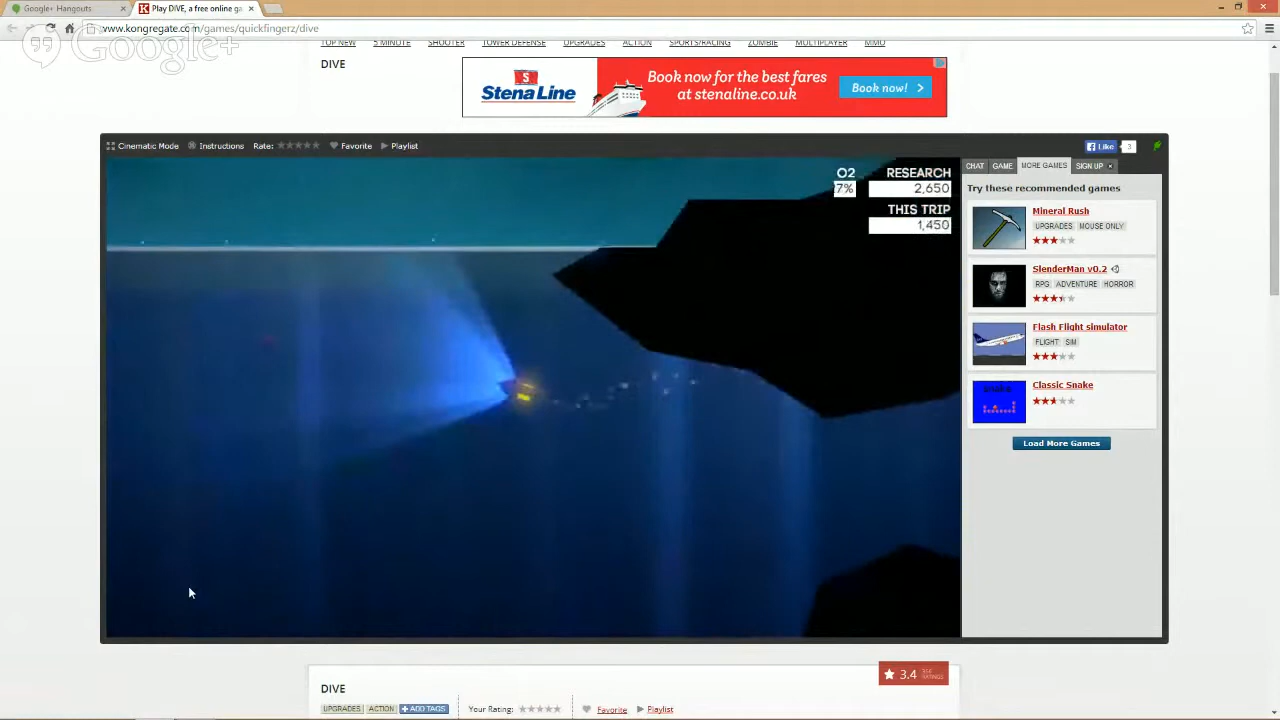 Google+ Hangouts
Play DIVE, a free online ga
www.kongregate.com/games/quickfingerz/dive
Google+
TOP NEW 5 MINUTE SHOOTER TOWER DEFENSE UPGRADES ACTION SPORTS/RACING ZOMBIE MULTIPLAYER MMO
DIVE
S
STENA LINE
Book now for the best fares
at stenaline.co.uk
Book now!
Cinematic Mode Instructions Rate: Favorite Playlist
Like 3
O2 RESEARCH
7% 2,650
THIS TRIP
1,450
CHAT GAME MORE GAMES SIGN UP
Try these recommended games
Mineral Rush
UPGRADES MOUSE ONLY
SlenderMan v0.2
RPG ADVENTURE HORROR
Flash Flight simulator
FLIGHT SIM
Classic Snake
Load More Games
DIVE
3.4
RATINGS
UPGRADES ACTION ADD TAGS Your Rating: Favorite Playlist